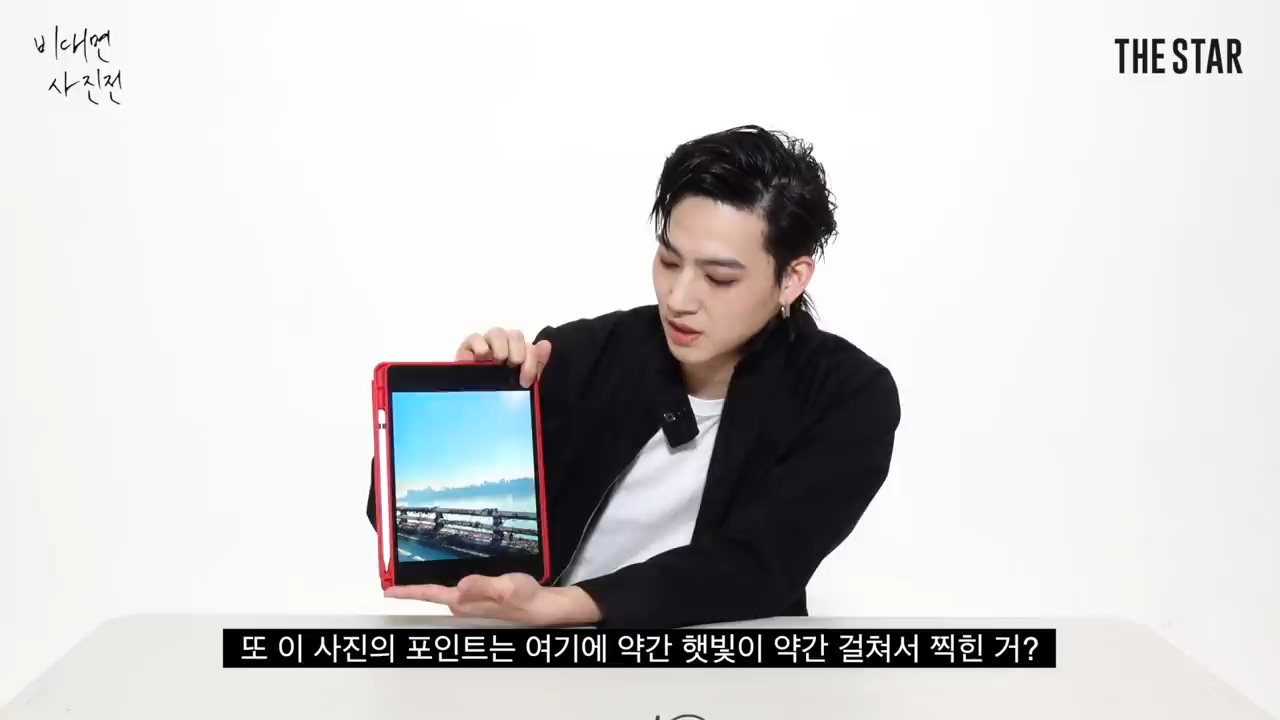 비대면
사진전
THE STAR
또 이 사진의 포인트는 여기에 약간 햇빛이 약간 걸쳐서 찍힌 거?